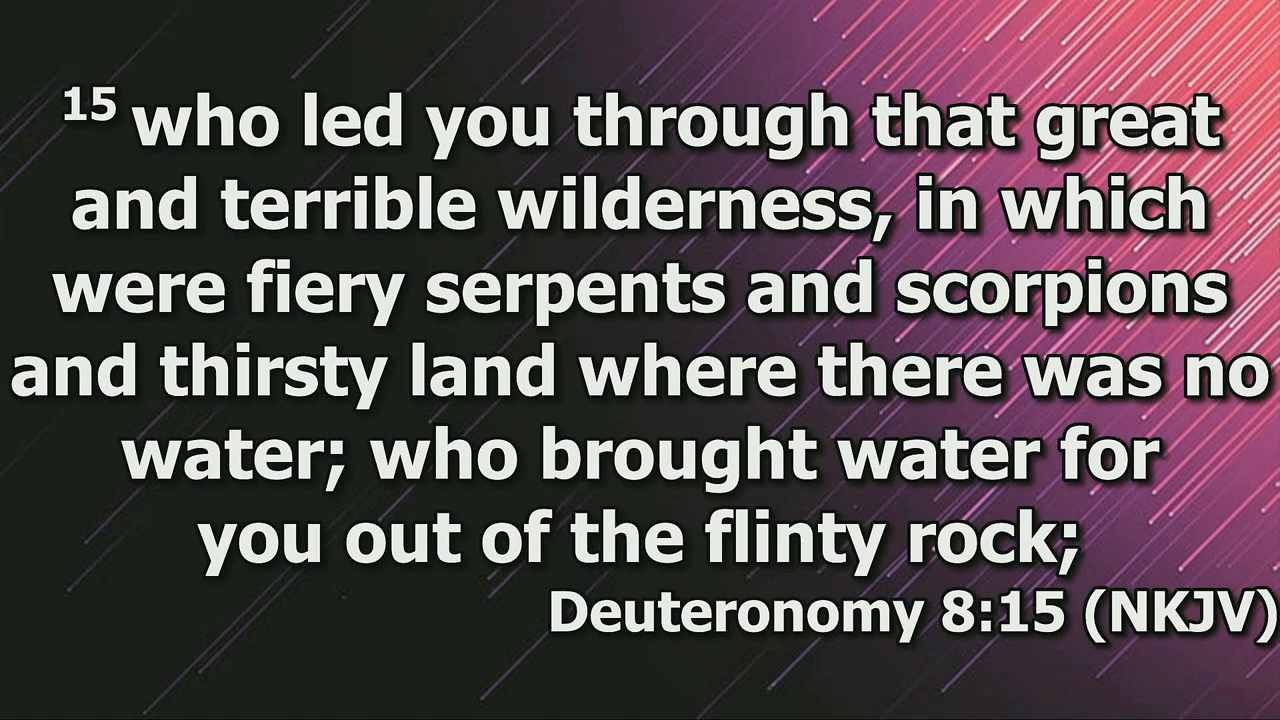 15 who led you through that great
and terrible wilderness, in which
were fiery serpents and scorpions
and thirsty land where there was no
water; who brought water for
you out of the flinty rock;
Deuteronomy 8:15 (NKJV)